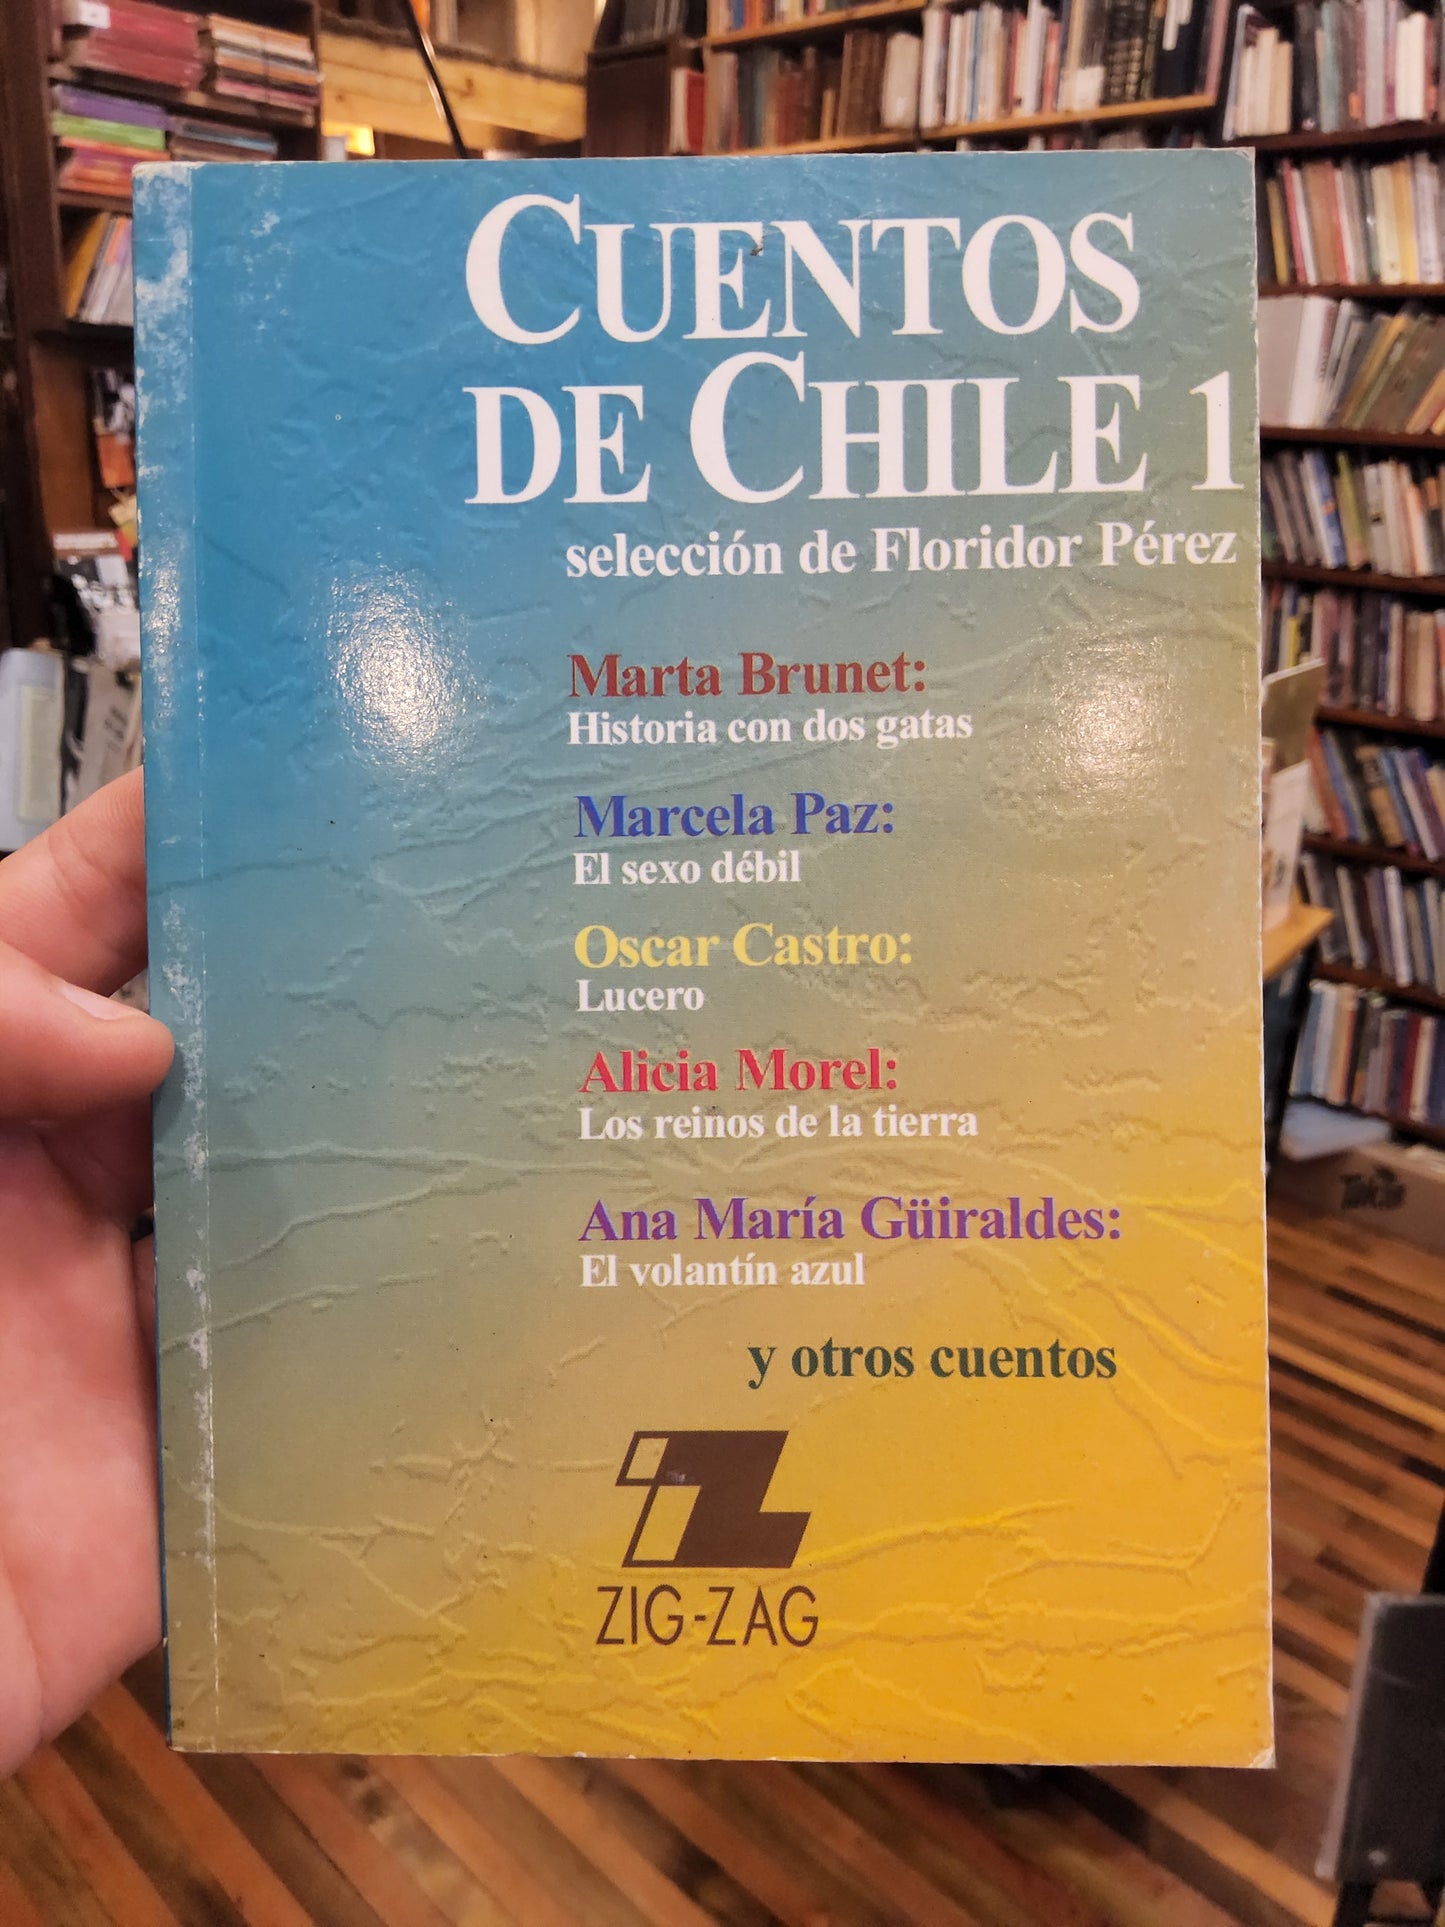 CUENTOS
DE CHILE 1
selección de Floridor Pérez
Marta Brunet:
Historia con dos gatas
Marcela Paz:
El sexo débil
Oscar Castro:
Lucero
Alicia Morel:
Los reinos de la tierra
Ana María Güiraldes:
El volantín azul
y otros cuentos
ZIG-ZAG